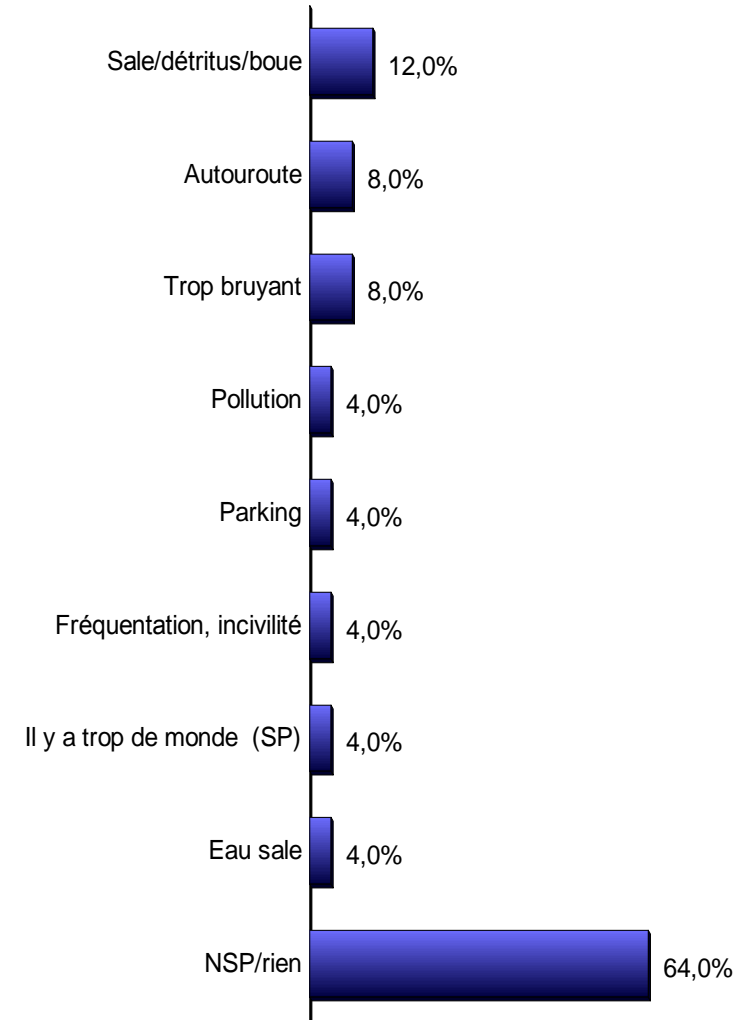 Sale/détritus/boue 12,0%
Autouroute 8,0%
Trop bruyant 8,0%
Pollution 4,0%
Parking 4,0%
Fréquentation, incivilité 4,0%
Il y a trop de monde (SP) 4,0%
Eau sale 4,0%
NSP/rien 64,0%